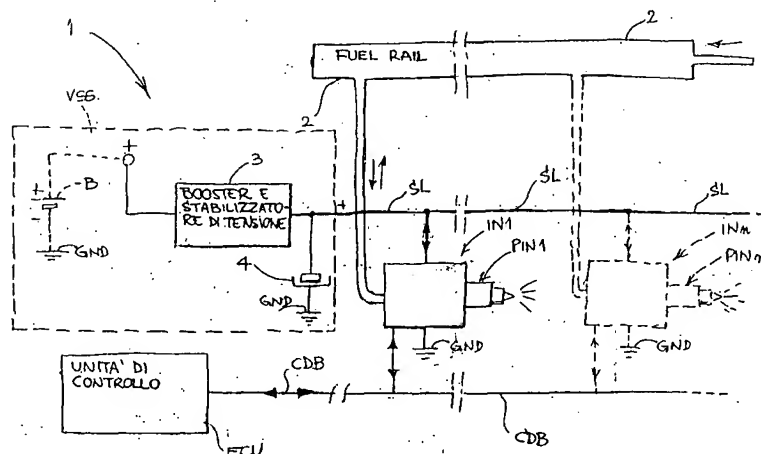 1
2
FUEL RAIL
2
VSG.
+
+
B
-
GND
3
BOOSTER E
STABILIZZATO-
RE DI TENSIONE
+
SL
SL
SL
4
GND
IN1
PIN1
INn
PINn
GND
GND
UNITA' DI
CONTROLLO
CDB
CDB
ECU